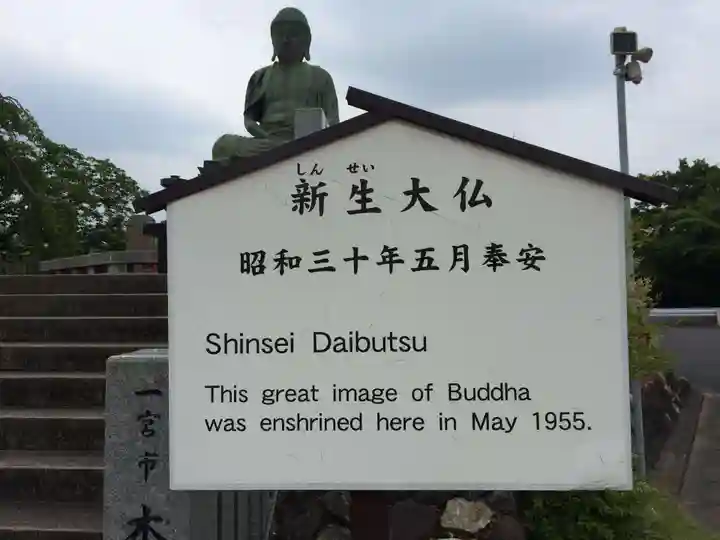 しん せい
新生大仏
昭和三十年五月奉安
Shinsei Daibutsu
This great image of Buddha
was enshrined here in May 1955.
一宮市
木